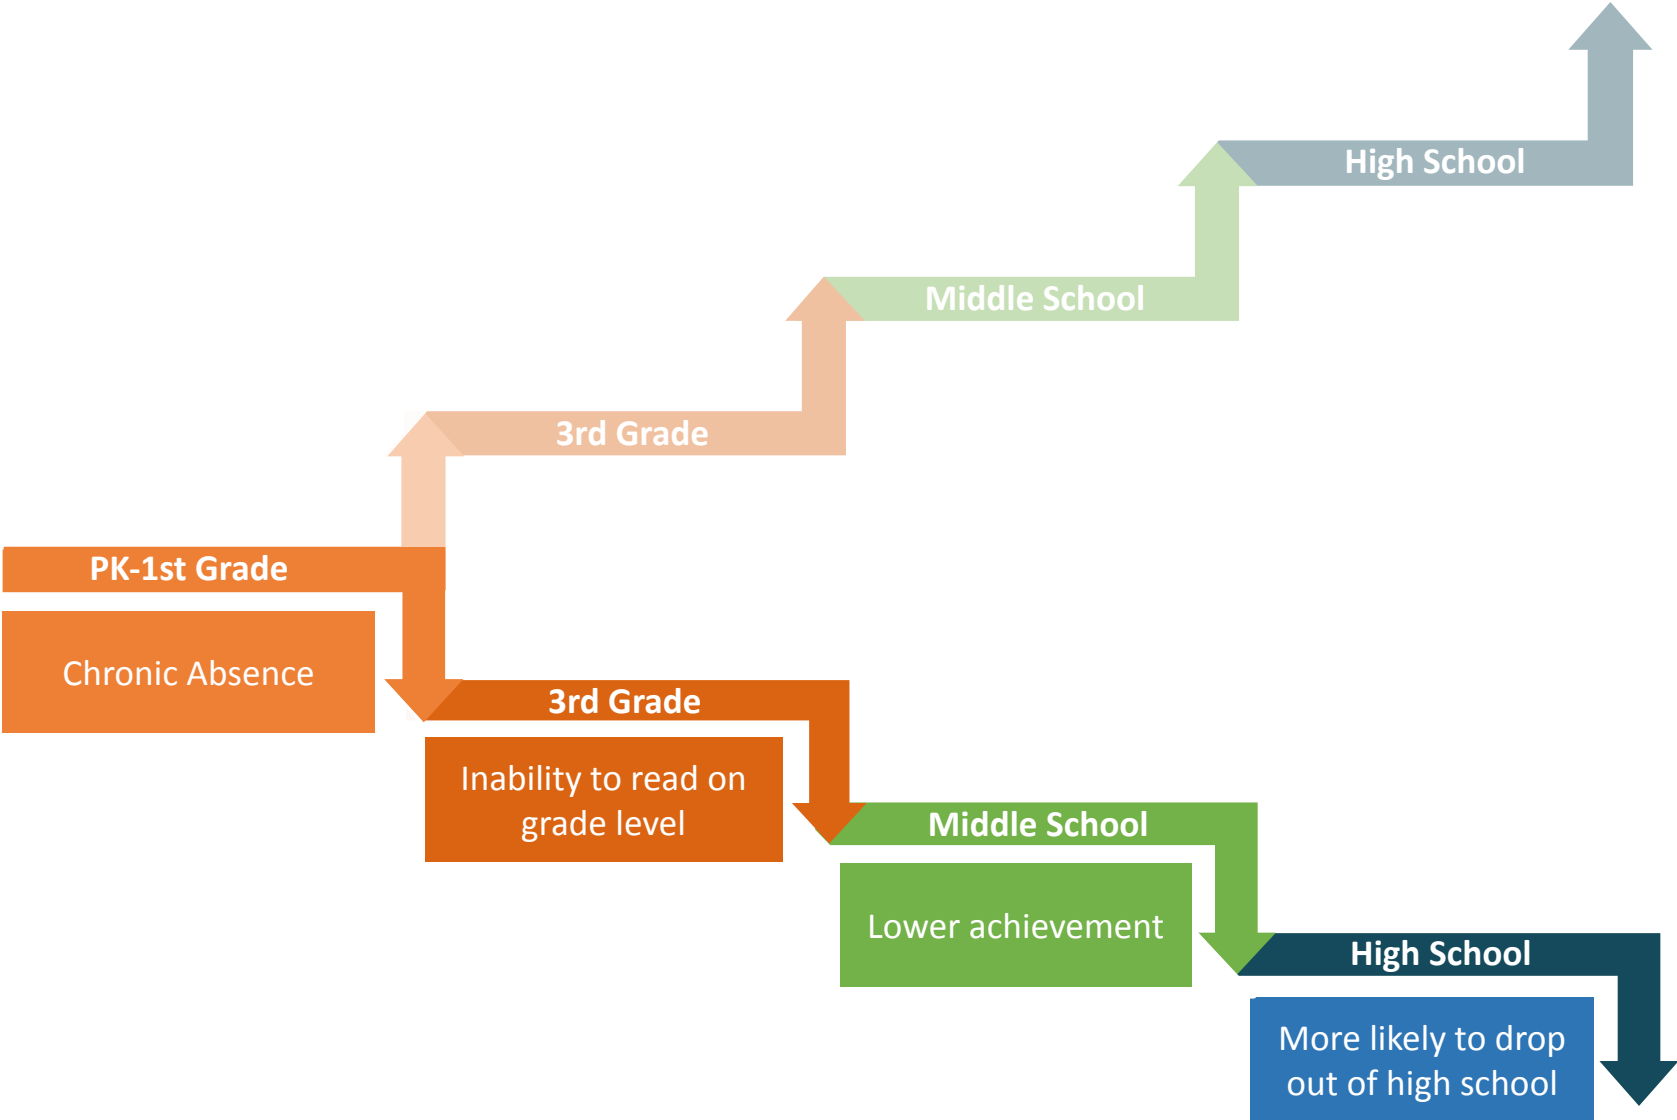 High School
Middle School
3rd Grade
PK-1st Grade
Chronic Absence
3rd Grade
Inability to read on
grade level
Middle School
Lower achievement
High School
More likely to drop
out of high school